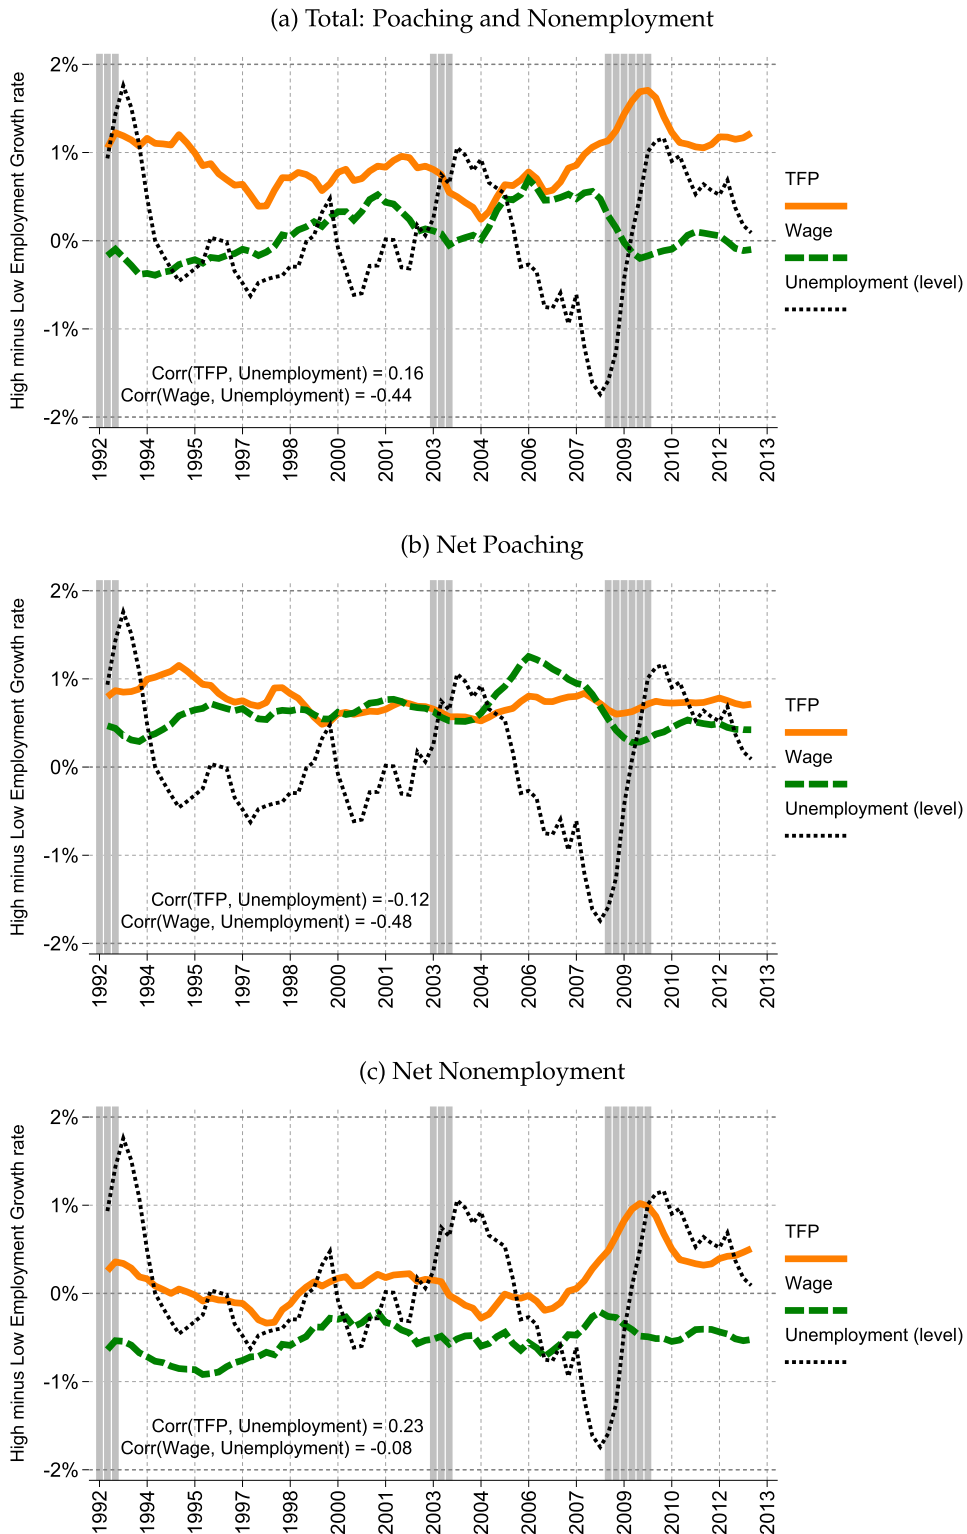 (a) Total: Poaching and Nonemployment
High minus Low Employment Growth rate
2%
1%
0%
-1%
-2%
Corr(TFP, Unemployment) = 0.16
Corr(Wage, Unemployment) = -0.44
1992
1994
1995
1997
1998
2000
2001
2003
2004
2006
2007
2009
2010
2012
2013
TFP
Wage
Unemployment (level)
(b) Net Poaching
High minus Low Employment Growth rate
2%
1%
0%
-1%
-2%
Corr(TFP, Unemployment) = -0.12
Corr(Wage, Unemployment) = -0.48
1992
1994
1995
1997
1998
2000
2001
2003
2004
2006
2007
2009
2010
2012
2013
TFP
Wage
Unemployment (level)
(c) Net Nonemployment
High minus Low Employment Growth rate
2%
1%
0%
-1%
-2%
Corr(TFP, Unemployment) = 0.23
Corr(Wage, Unemployment) = -0.08
1992
1994
1995
1997
1998
2000
2001
2003
2004
2006
2007
2009
2010
2012
2013
TFP
Wage
Unemployment (level)